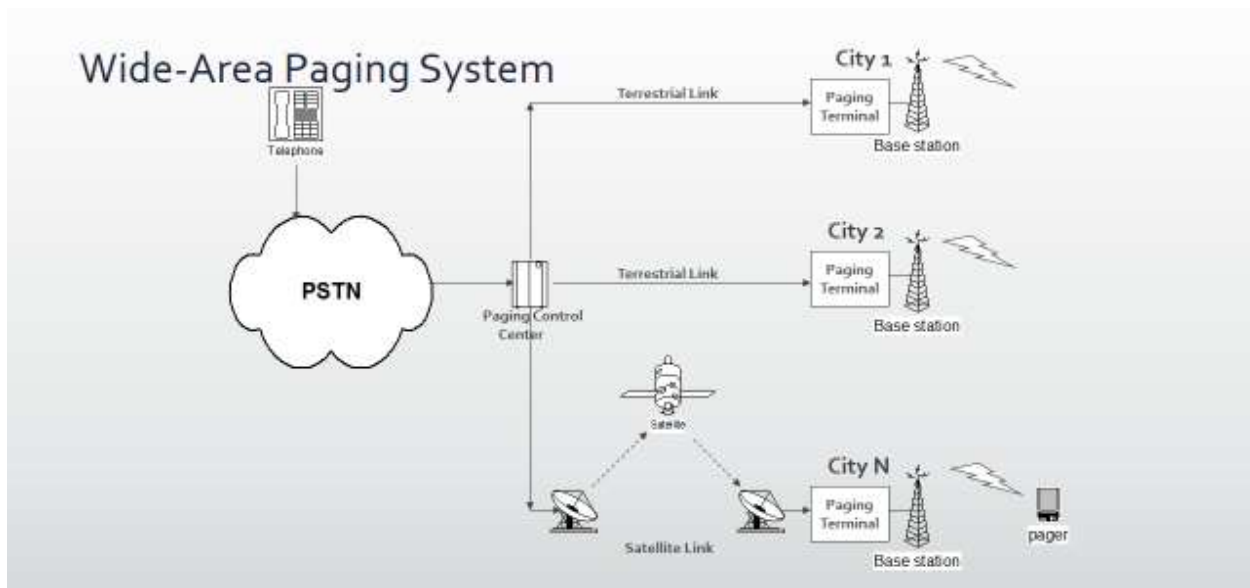 Wide-Area Paging System
Telephone
PSTN
Paging Control
Center
Terrestrial Link
City 1
Paging
Terminal
Base station
Terrestrial Link
City 2
Paging
Terminal
Base station
Satellite
Satellite Link
City N
Paging
Terminal
Base station
pager